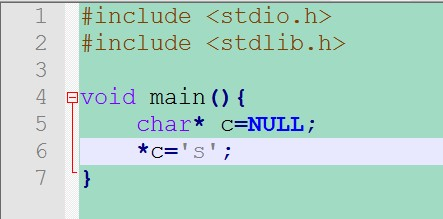 1 #include <stdio.h>
2 #include <stdlib.h>
3
4 void main(){
5 char* c=NULL;
6 *c='s';
7 }